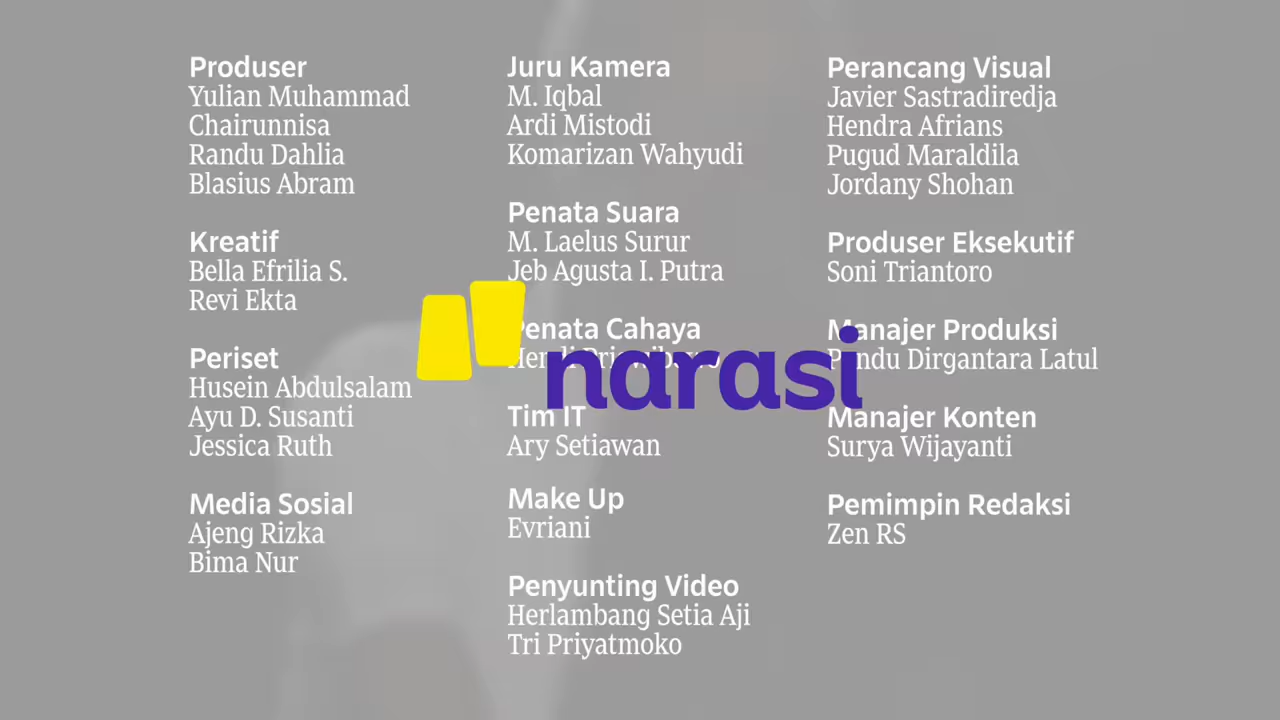 Produser
Yulian Muhammad
Chairunnisa
Randu Dahlia
Blasius Abram
Kreatif
Bella Efrilia S.
Revi Ekta
Periset
Husein Abdulsalam
Ayu D. Susanti
Jessica Ruth
Media Sosial
Ajeng Rizka
Bima Nur
Juru Kamera
M. Iqbal
Ardi Mistodi
Komarizan Wahyudi
Penata Suara
M. Laelus Surur
Jeb Agusta I. Putra
Penata Cahaya
narasi
Tim IT
Ary Setiawan
Make Up
Evriani
Penyunting Video
Herlambang Setia Aji
Tri Priyatmoko
Perancang Visual
Javier Sastradiredja
Hendra Afrians
Pugud Maraldila
Jordany Shohan
Produser Eksekutif
Soni Triantoro
Manajer Produksi
Dirgantara Latul
Manajer Konten
Surya Wijayanti
Pemimpin Redaksi
Zen RS